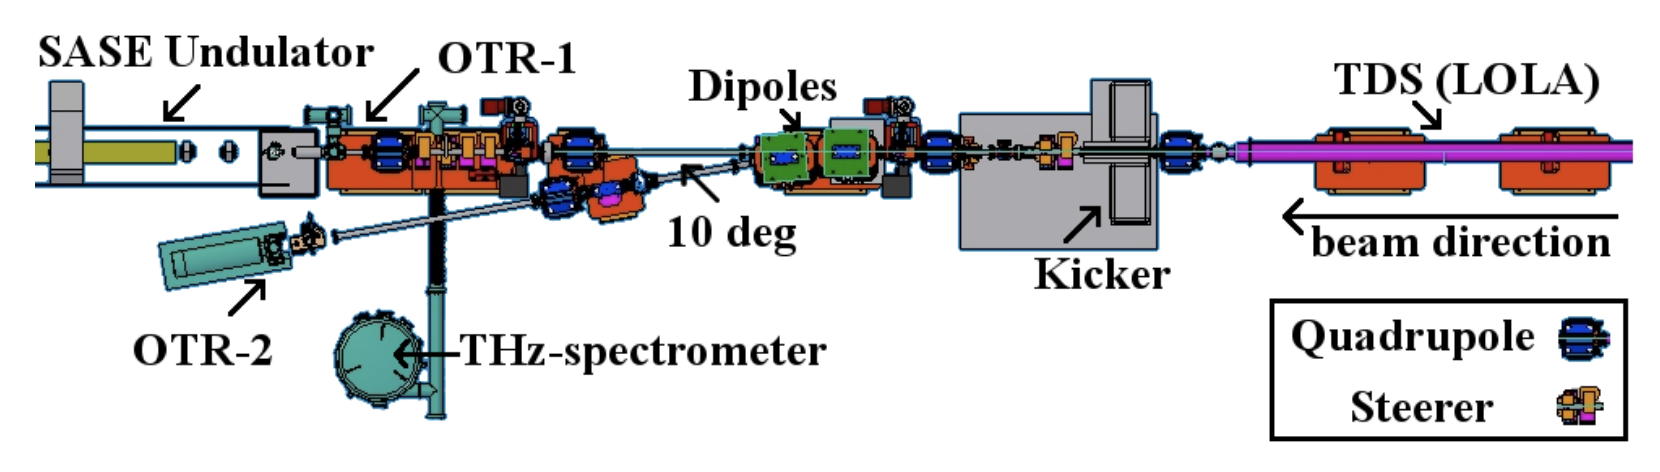 SASE Undulator
OTR-1
Dipoles
TDS (LOLA)
10 deg
beam direction
Kicker
OTR-2
THz-spectrometer
Quadrupole
Steerer